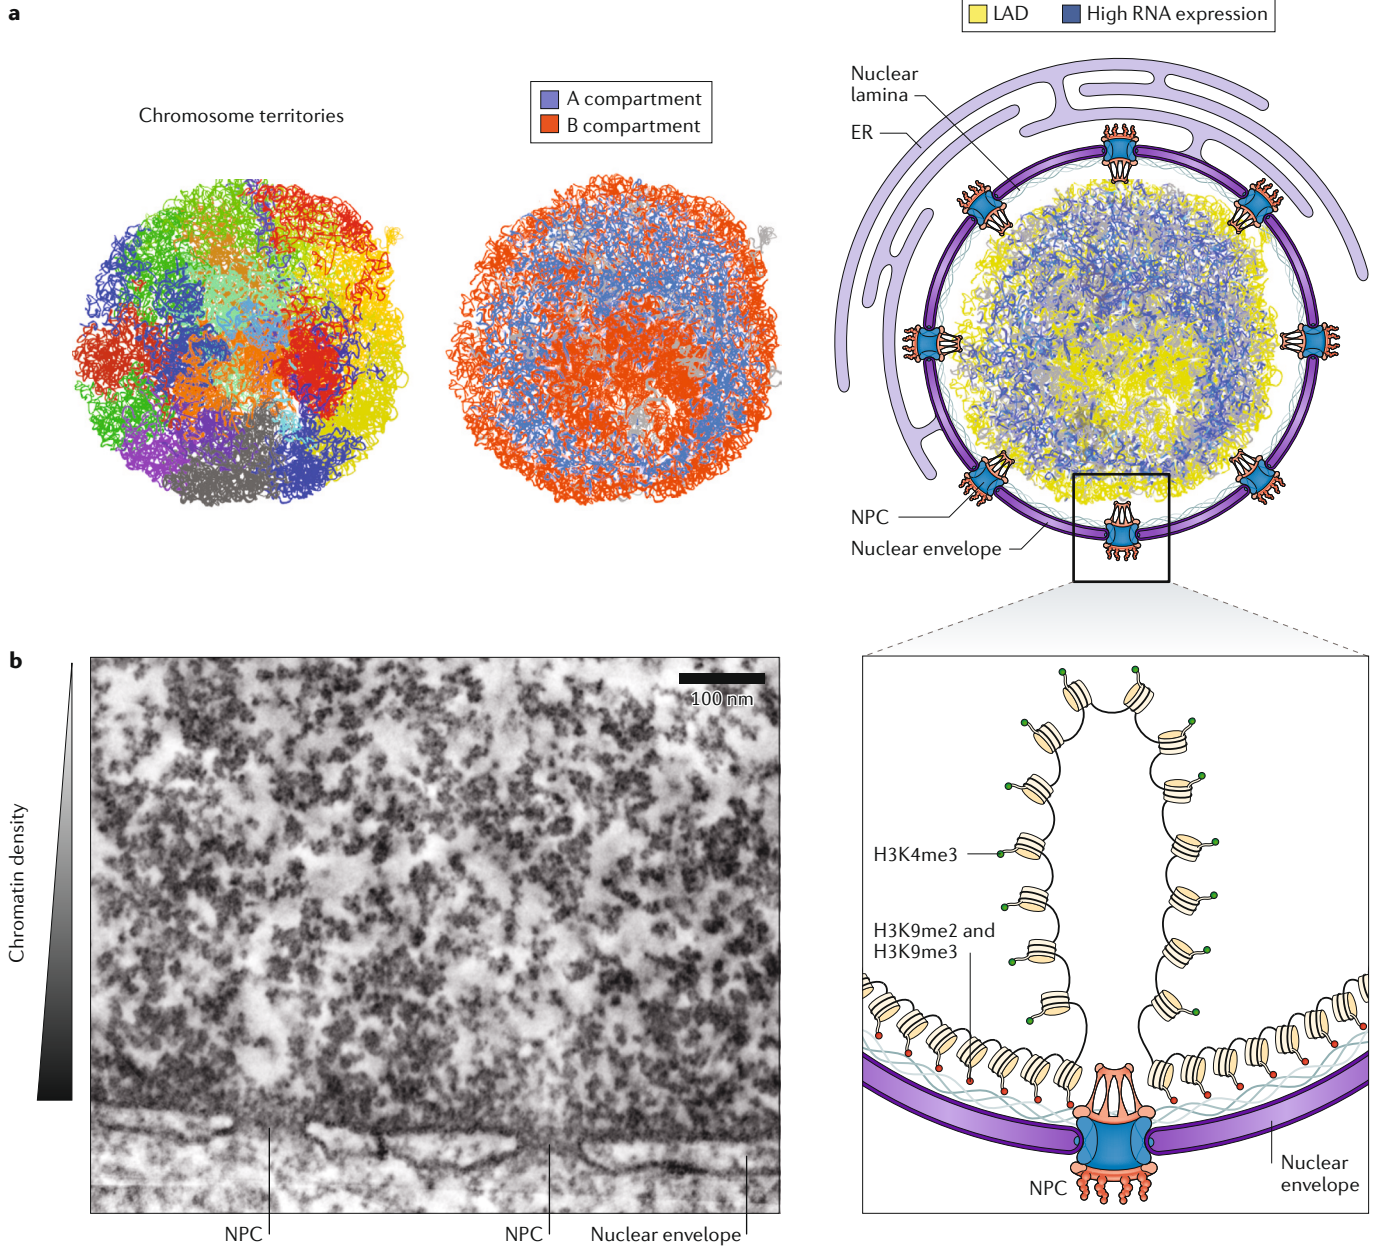 a
Chromosome territories
A compartment
B compartment
LAD
High RNA expression
Nuclear
lamina
ER
NPC
Nuclear envelope
b
Chromatin density
100 nm
NPC
NPC
Nuclear envelope
H3K4me3
H3K9me2 and
H3K9me3
NPC
Nuclear
envelope